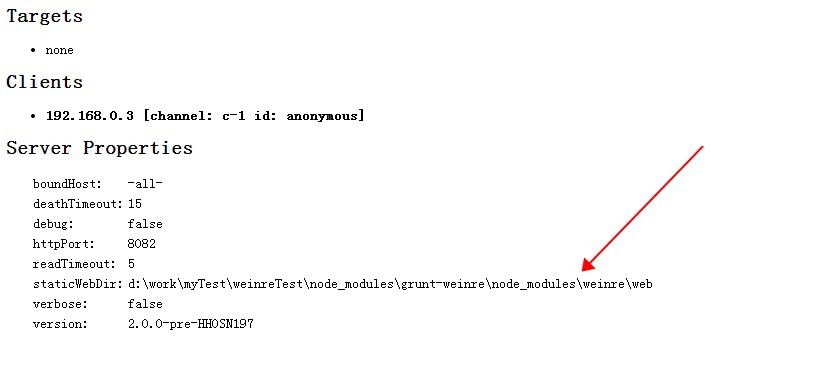 Targets
none
Clients
192.168.0.3 [channel: c-1 id: anonymous]
Server Properties
boundHost: -all-
deathTimeout: 15
debug: false
httpPort: 8082
readTimeout: 5
staticWebDir: d:\work\myTest\weinreTest\node_modules\grunt-weinre\node_modules\weinre\web
verbose: false
version: 2.0.0-pre-HH0SN197